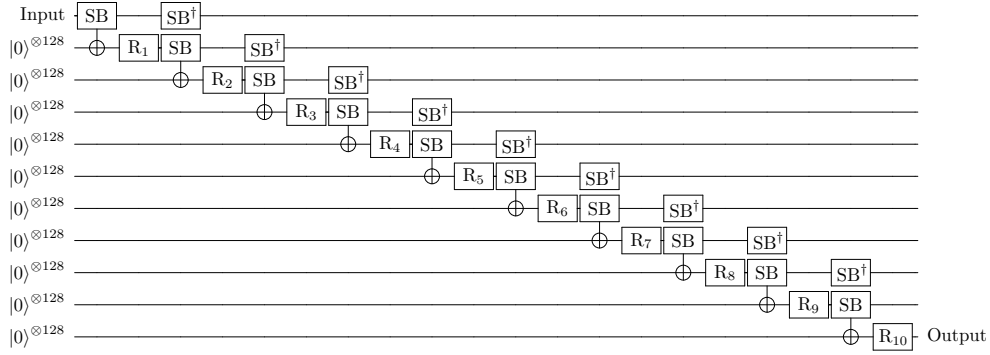 Input SB SB†
|0⟩⊗128 R1 SB SB†
|0⟩⊗128 R2 SB SB†
|0⟩⊗128 R3 SB SB†
|0⟩⊗128 R4 SB SB†
|0⟩⊗128 R5 SB SB†
|0⟩⊗128 R6 SB SB†
|0⟩⊗128 R7 SB SB†
|0⟩⊗128 R8 SB SB†
|0⟩⊗128 R9 SB
|0⟩⊗128 R10 Output